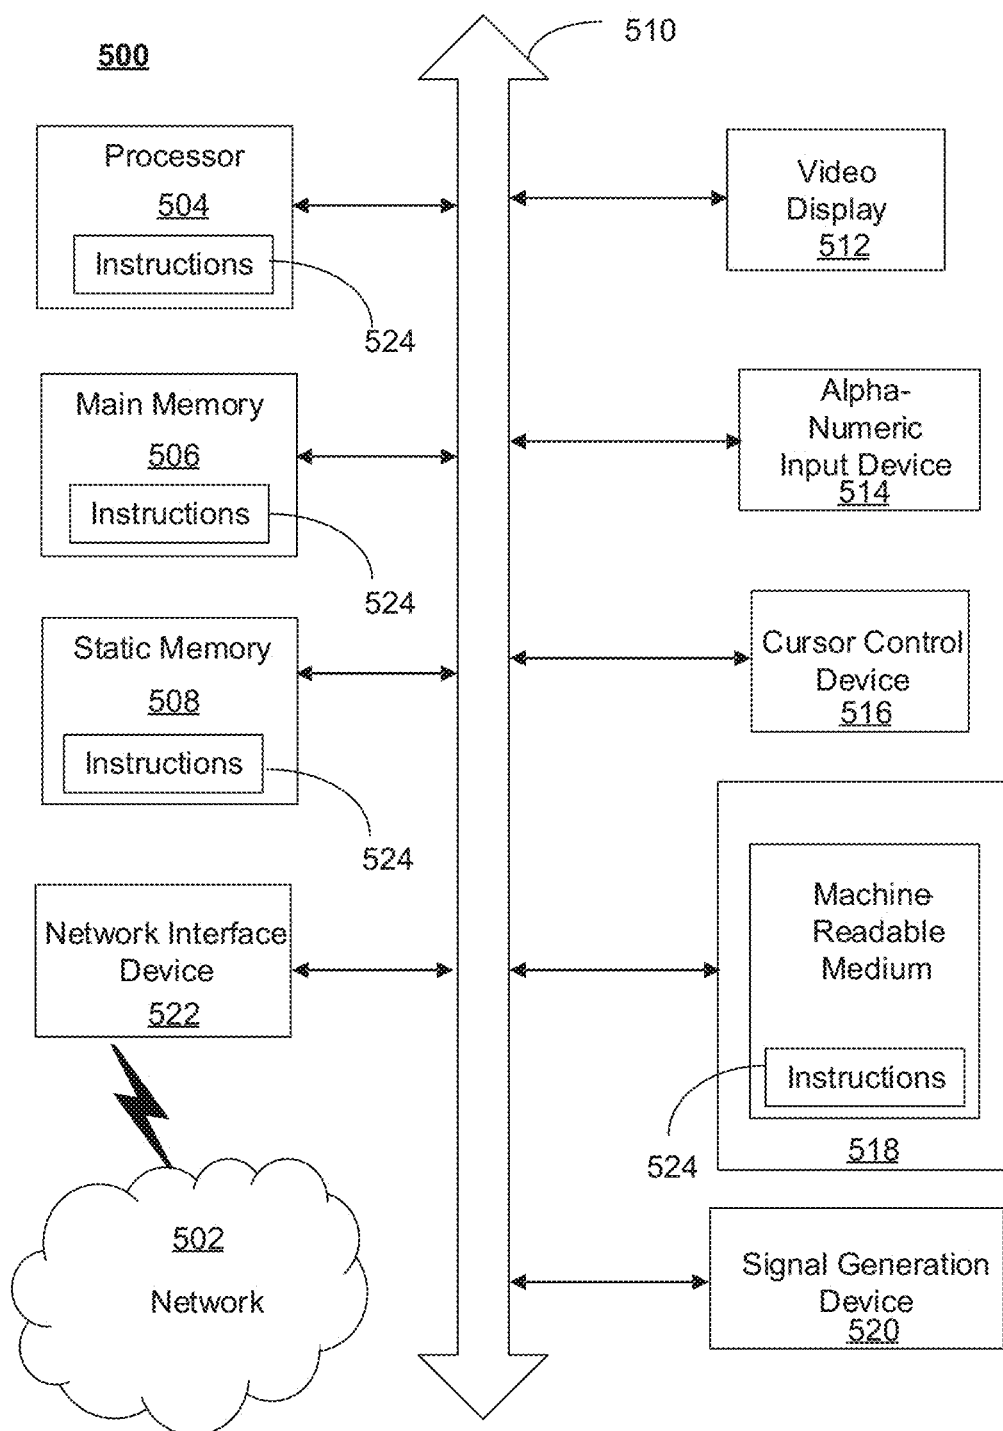 500
510
Processor
504
Instructions
524
Main Memory
506
Instructions
524
Static Memory
508
Instructions
524
Network Interface
Device
522
502
Network
Video
Display
512
Alpha-
Numeric
Input Device
514
Cursor Control
Device
516
Machine-
Readable
Medium
Instructions
524
518
Signal Generation
Device
520